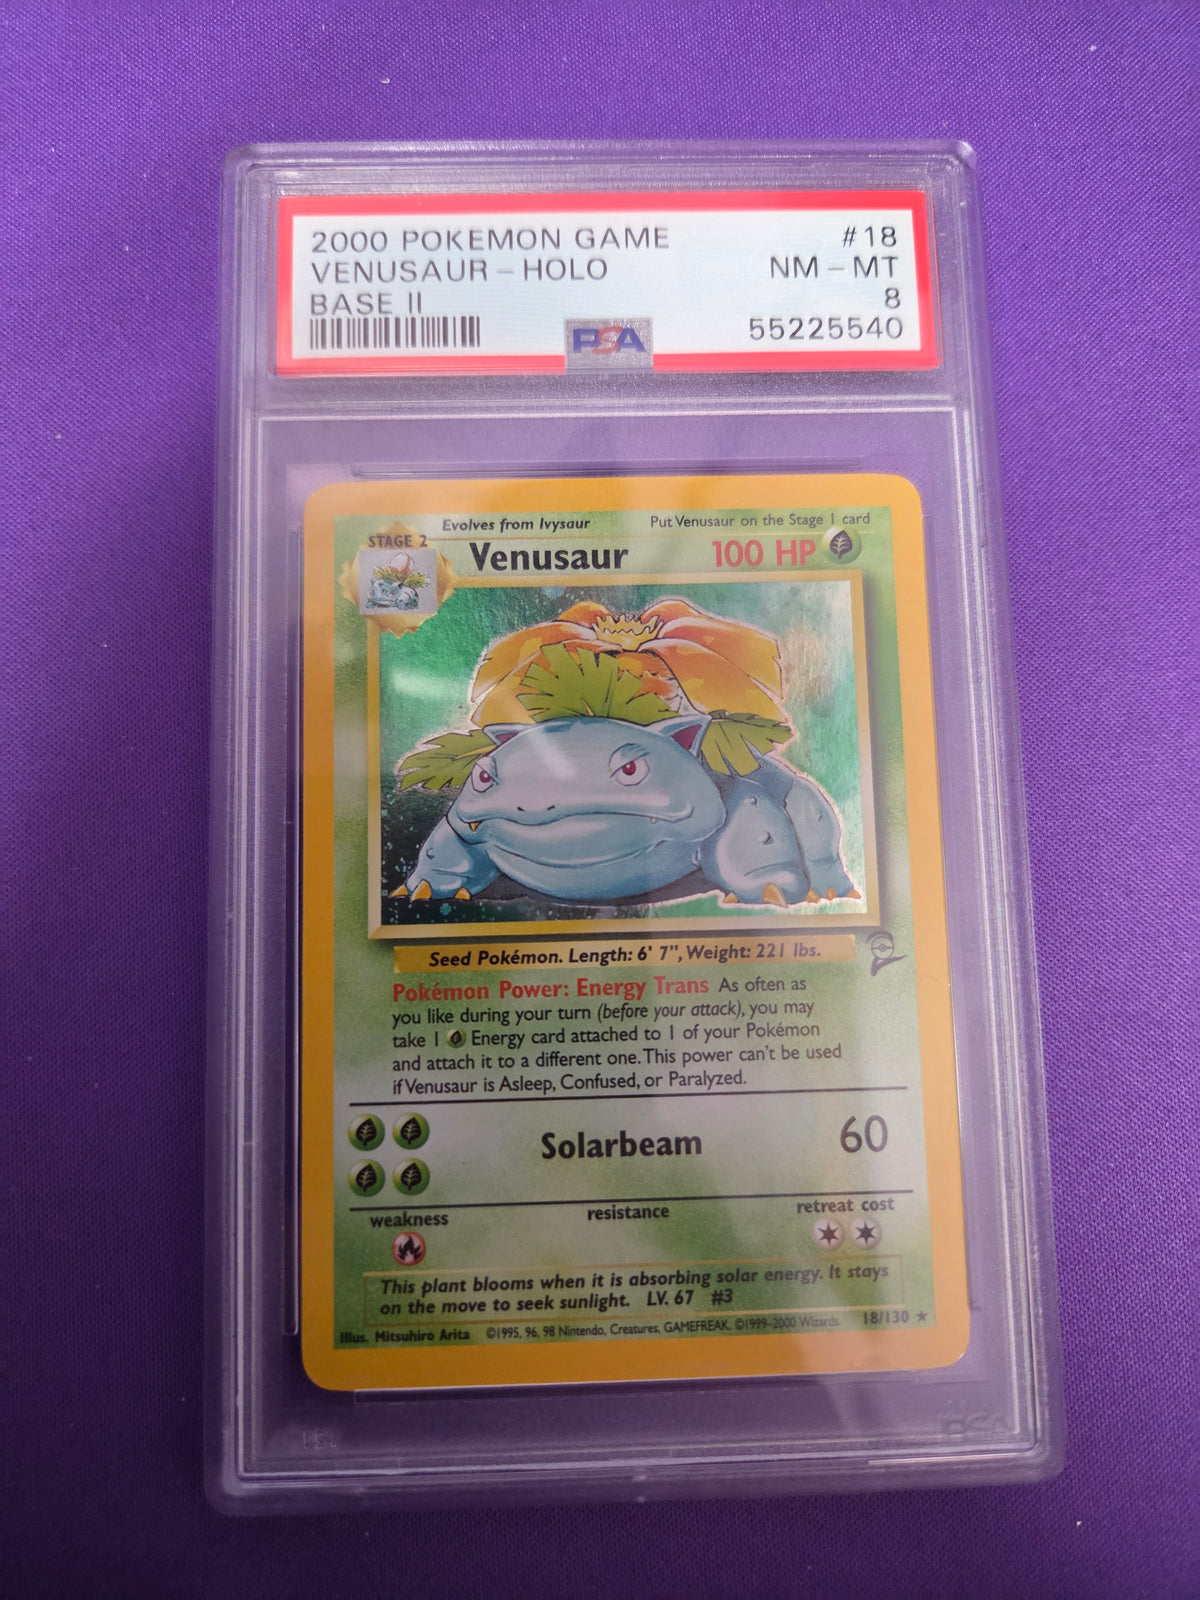 2000 POKEMON GAME #18
VENUSAUR - HOLO NM - MT
BASE II 8
55225540
PSA
Evolves from Ivysaur Put Venusaur on the Stage 1 card
STAGE 2
Venusaur 100 HP
Seed Pokémon. Length: 6' 7", Weight: 221 lbs.
Pokémon Power: Energy Trans As often as
you like during your turn (before your attack), you may
take 1 Energy card attached to 1 of your Pokémon
and attach it to a different one. This power can't be used
if Venusaur is Asleep, Confused, or Paralyzed.
Solarbeam 60
weakness resistance retreat cost
This plant blooms when it is absorbing solar energy. It stays
on the move to seek sunlight. LV. 67 #3
Illus. Mitsuhiro Arita ©1995, 96, 98 Nintendo, Creatures, GAMEFREAK. ©1999-2000 Wizards. 18/130 ★
PSA